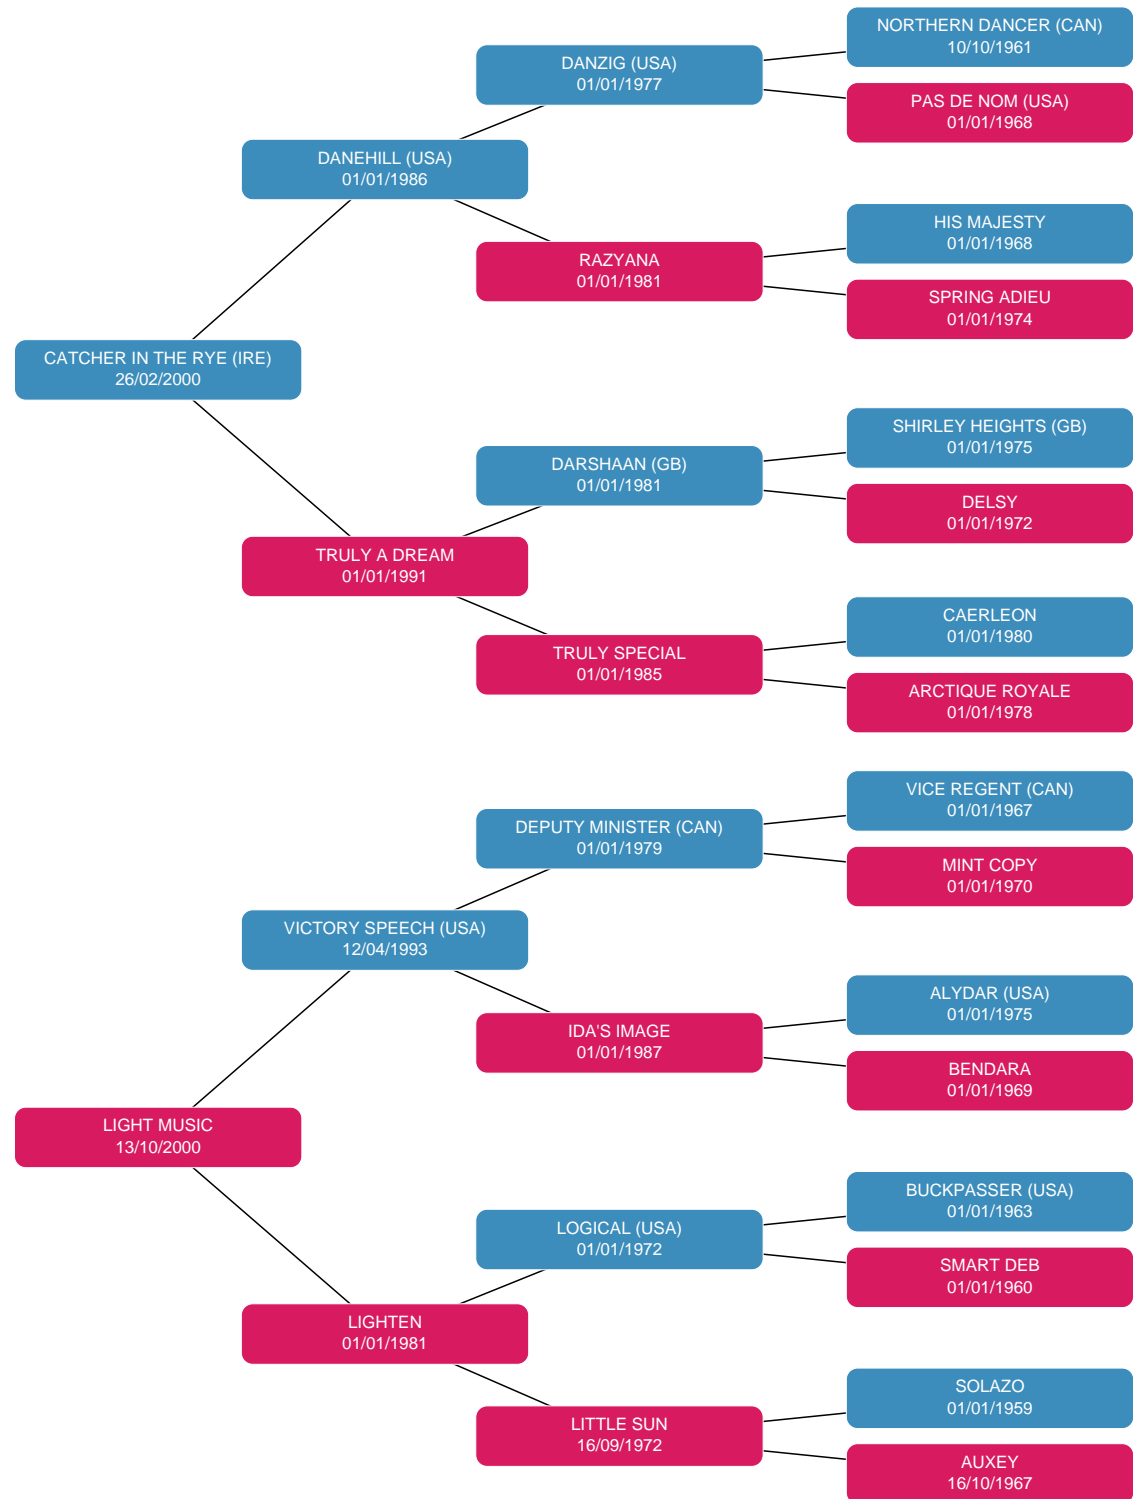 NORTHERN DANCER (CAN)
10/10/1961
DANZIG (USA)
01/01/1977
PAS DE NOM (USA)
01/01/1968
DANEHILL (USA)
01/01/1986
HIS MAJESTY
01/01/1968
RAZYANA
01/01/1981
SPRING ADIEU
01/01/1974
CATCHER IN THE RYE (IRE)
26/02/2000
SHIRLEY HEIGHTS (GB)
01/01/1975
DARSHAAN (GB)
01/01/1981
DELSY
01/01/1972
TRULY A DREAM
01/01/1991
CAERLEON
01/01/1980
TRULY SPECIAL
01/01/1985
ARCTIQUE ROYALE
01/01/1978
VICE REGENT (CAN)
01/01/1967
DEPUTY MINISTER (CAN)
01/01/1979
MINT COPY
01/01/1970
VICTORY SPEECH (USA)
12/04/1993
ALYDAR (USA)
01/01/1975
IDA'S IMAGE
01/01/1987
BENDARA
01/01/1969
LIGHT MUSIC
13/10/2000
BUCKPASSER (USA)
01/01/1963
LOGICAL (USA)
01/01/1972
SMART DEB
01/01/1960
LIGHTEN
01/01/1981
SOLAZO
01/01/1959
LITTLE SUN
16/09/1972
AUXEY
16/10/1967